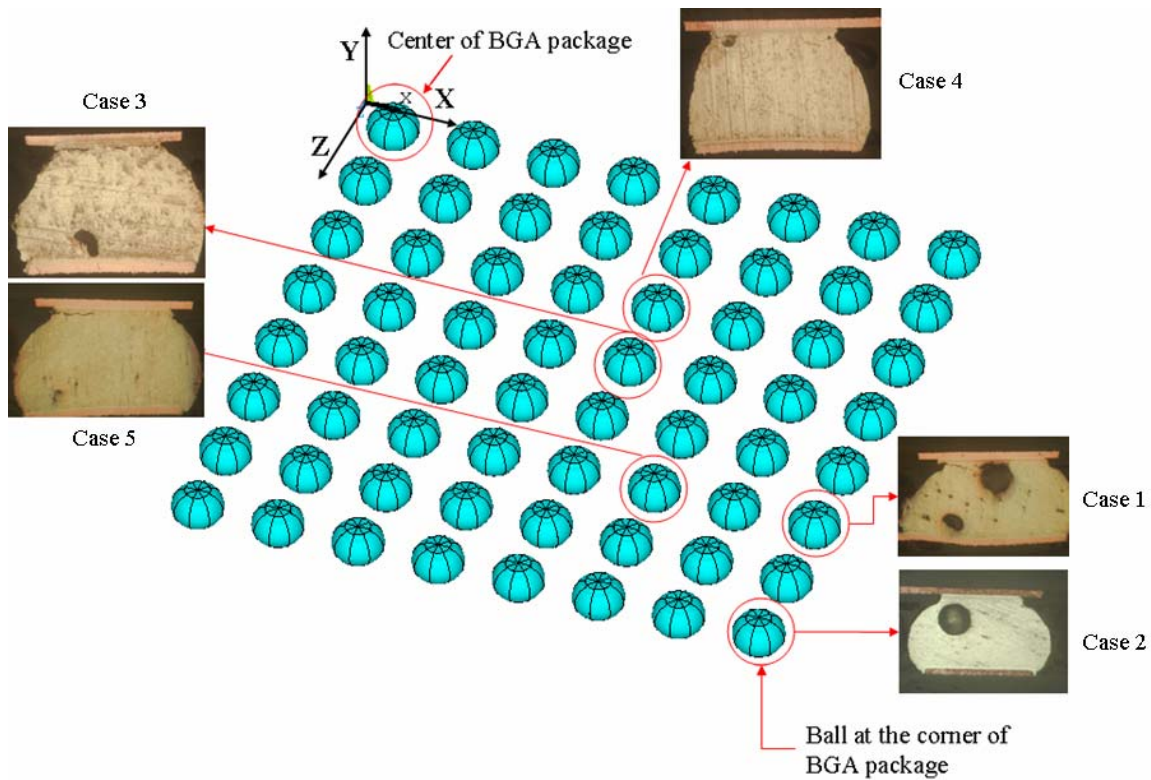 Center of BGA package
Y
X
x
Z
Case 3
Case 4
Case 5
Case 1
Case 2
Ball at the corner of
BGA package